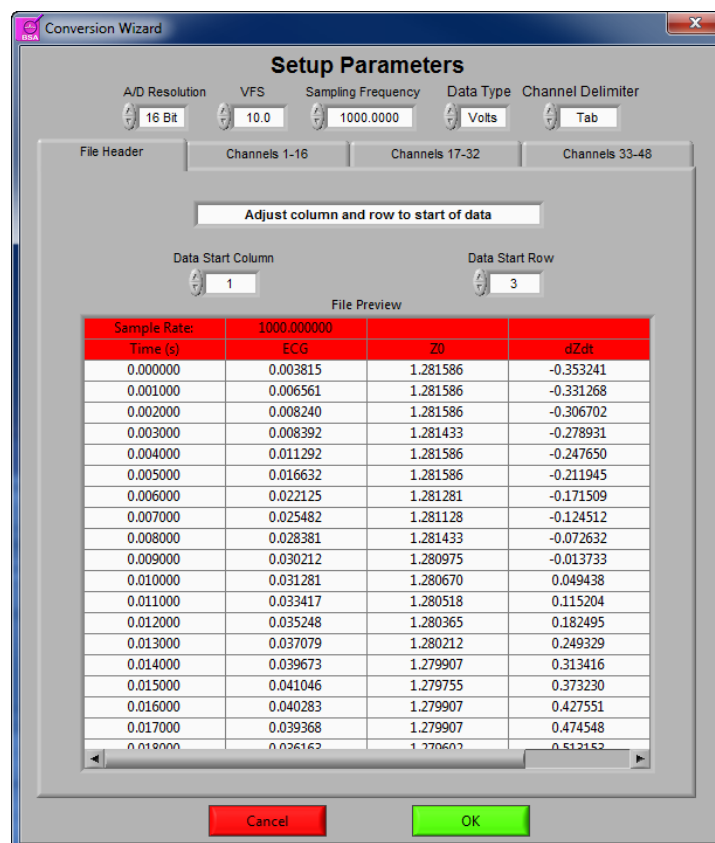 BSA
Conversion Wizard
x
Setup Parameters
A/D Resolution VFS Sampling Frequency Data Type Channel Delimiter
16 Bit 10.0 1000.0000 Volts Tab
File Header Channels 1-16 Channels 17-32 Channels 33-48
Adjust column and row to start of data
Data Start Column Data Start Row
1 3
File Preview
Sample Rate: 1000.000000
Time (s) ECG Z0 dZdt
0.000000 0.003815 1.281586 -0.353241
0.001000 0.006561 1.281586 -0.331268
0.002000 0.008240 1.281586 -0.306702
0.003000 0.008392 1.281433 -0.278931
0.004000 0.011292 1.281586 -0.247650
0.005000 0.016632 1.281586 -0.211945
0.006000 0.022125 1.281281 -0.171509
0.007000 0.025482 1.281128 -0.124512
0.008000 0.028381 1.281433 -0.072632
0.009000 0.030212 1.280975 -0.013733
0.010000 0.031281 1.280670 0.049438
0.011000 0.033417 1.280518 0.115204
0.012000 0.035248 1.280365 0.182495
0.013000 0.037079 1.280212 0.249329
0.014000 0.039673 1.279907 0.313416
0.015000 0.041046 1.279755 0.373230
0.016000 0.040283 1.279907 0.427551
0.017000 0.039368 1.279907 0.474548
0.018000 0.036163 1.279602 0.513153
Cancel OK